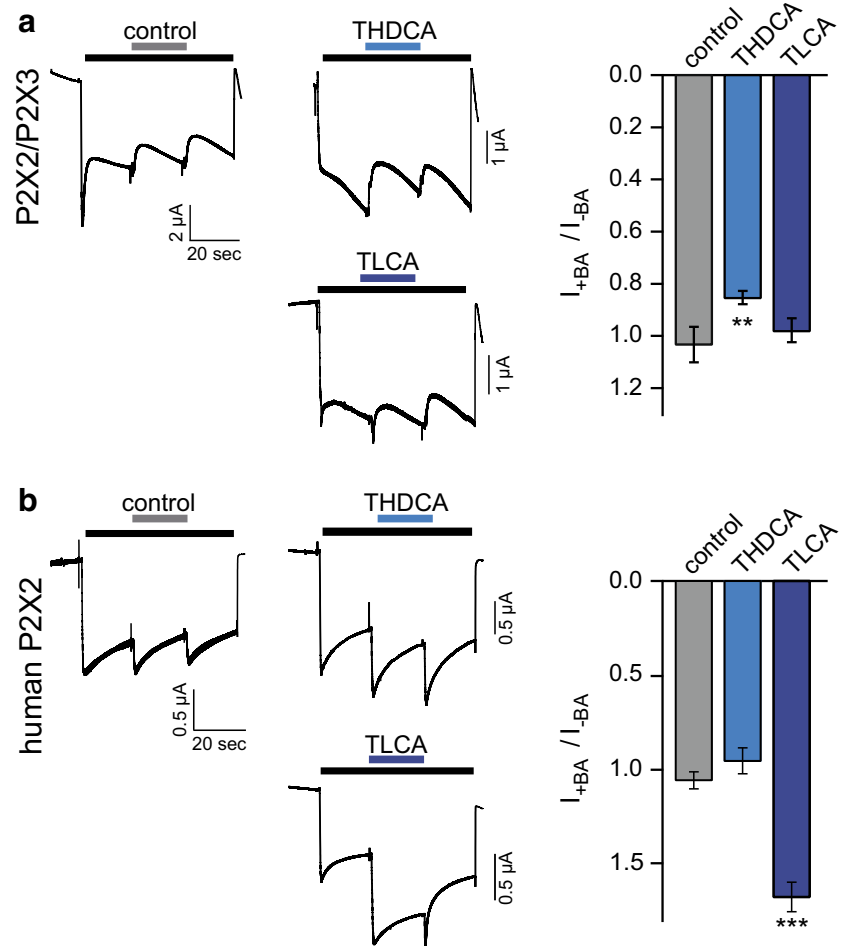 a
P2X2/P2X3
control
2 µA
20 sec
THDCA
1 µA
TLCA
1 µA
control
THDCA
TLCA
I+BA / I-BA
0.0
0.2
0.4
0.6
0.8
1.0
1.2
**
b
human P2X2
control
0.5 µA
20 sec
THDCA
0.5 µA
TLCA
0.5 µA
control
THDCA
TLCA
I+BA / I-BA
0.0
0.5
1.0
1.5
***